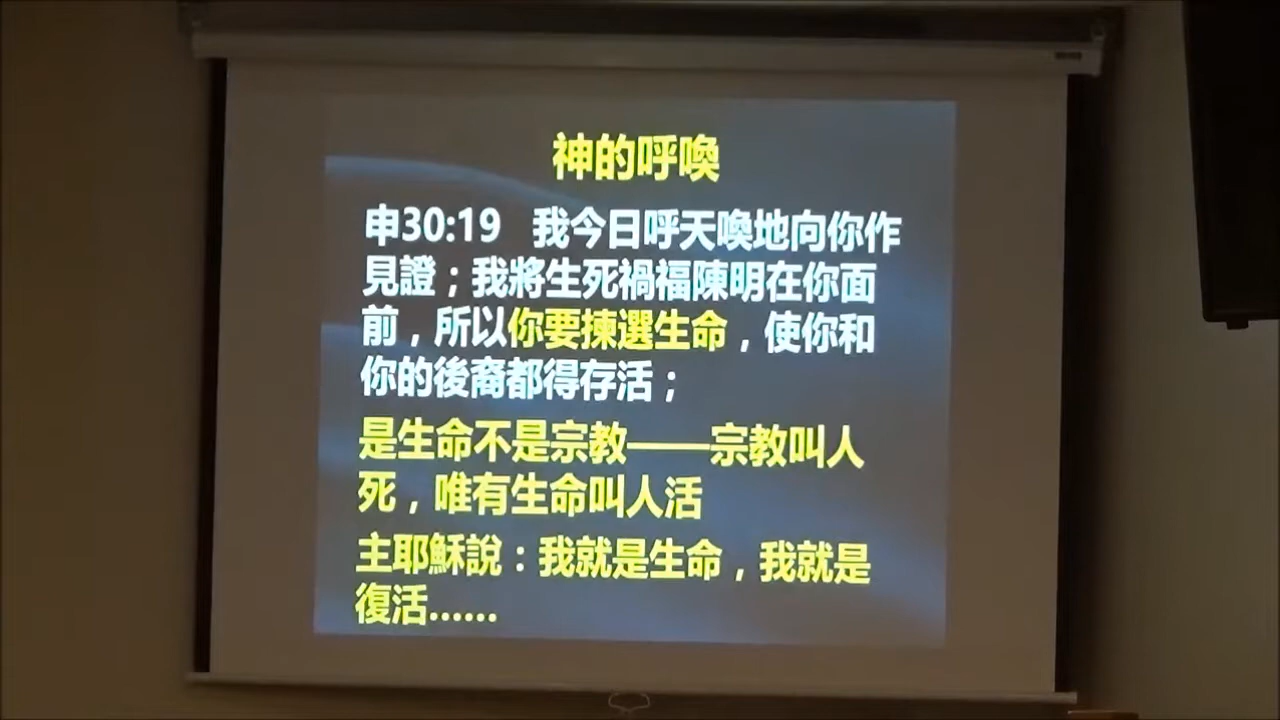 神的呼喚
申30:19 我今日呼天喚地向你作
見證；我將生死禍福陳明在你面
前，所以你要揀選生命，使你和
你的後裔都得存活；
是生命不是宗教——宗教叫人
死，唯有生命叫人活
主耶穌說：我就是生命，我就是
復活……